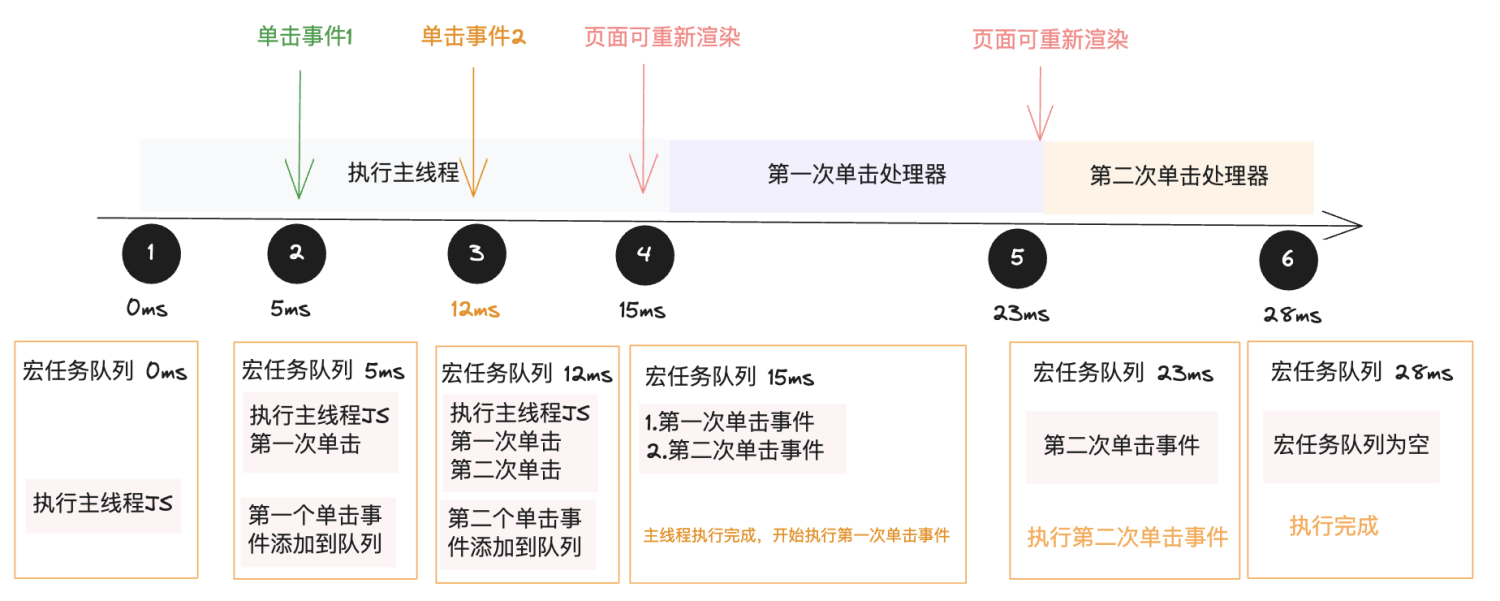 单击事件1
单击事件2
页面可重新渲染
页面可重新渲染
执行主线程
第一次单击处理器
第二次单击处理器
1
2
3
4
5
6
0ms
5ms
12ms
15ms
23ms
28ms
宏任务队列 0ms
执行主线程JS
宏任务队列 5ms
执行主线程JS
第一次单击
第一个单击事
件添加到队列
宏任务队列 12ms
执行主线程JS
第一次单击
第二次单击
第二个单击事
件添加到队列
宏任务队列 15ms
1.第一次单击事件
2.第二次单击事件
主线程执行完成，开始执行第一次单击事件
宏任务队列 23ms
第二次单击事件
执行第二次单击事件
宏任务队列 28ms
宏任务队列为空
执行完成